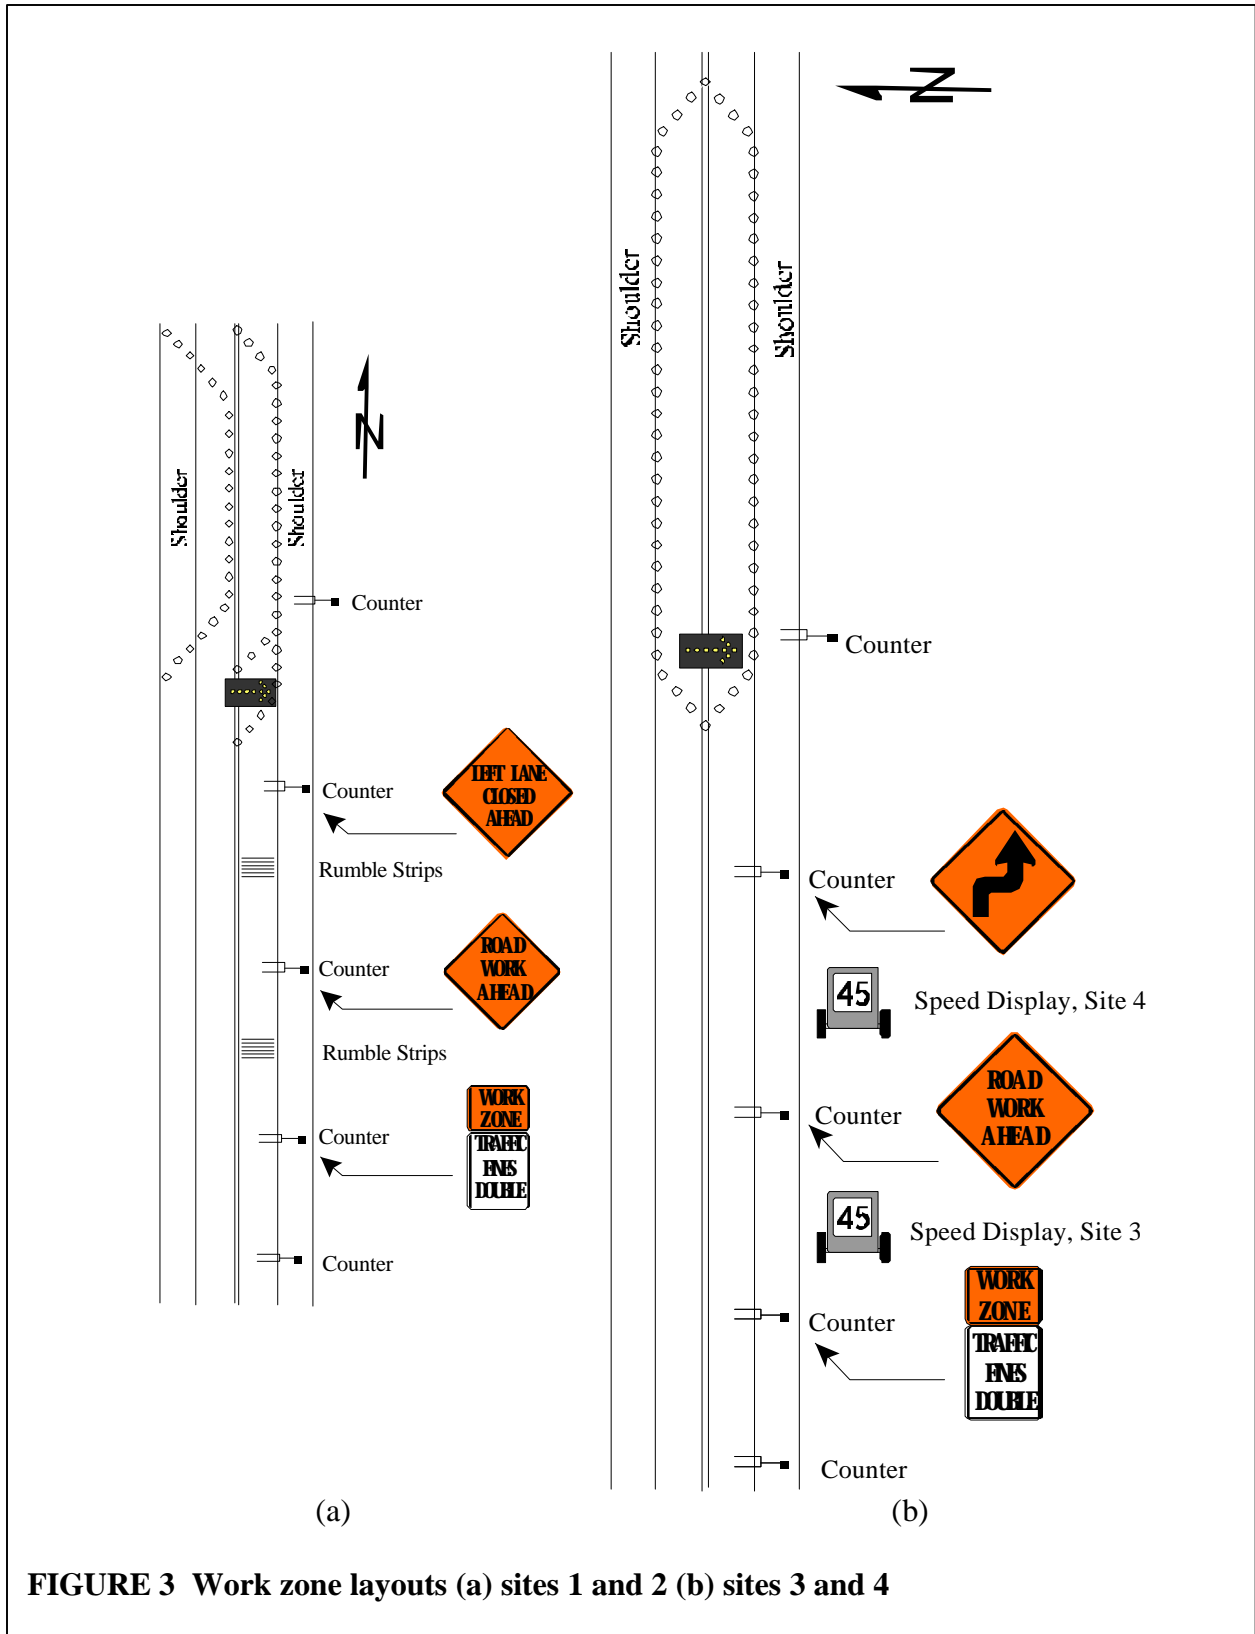 N
Shoulder
Shoulder
Counter
Counter
LEFT LANE
CLOSED
AHEAD
Rumble Strips
Counter
ROAD
WORK
AHEAD
Rumble Strips
WORK
ZONE
Counter
TRAFFIC
FINES
DOUBLE
Counter
(a)
N
Shoulder
Shoulder
Counter
Counter
45
Speed Display, Site 4
Counter
ROAD
WORK
AHEAD
45
Speed Display, Site 3
WORK
ZONE
Counter
TRAFFIC
FINES
DOUBLE
Counter
(b)
FIGURE 3 Work zone layouts (a) sites 1 and 2 (b) sites 3 and 4